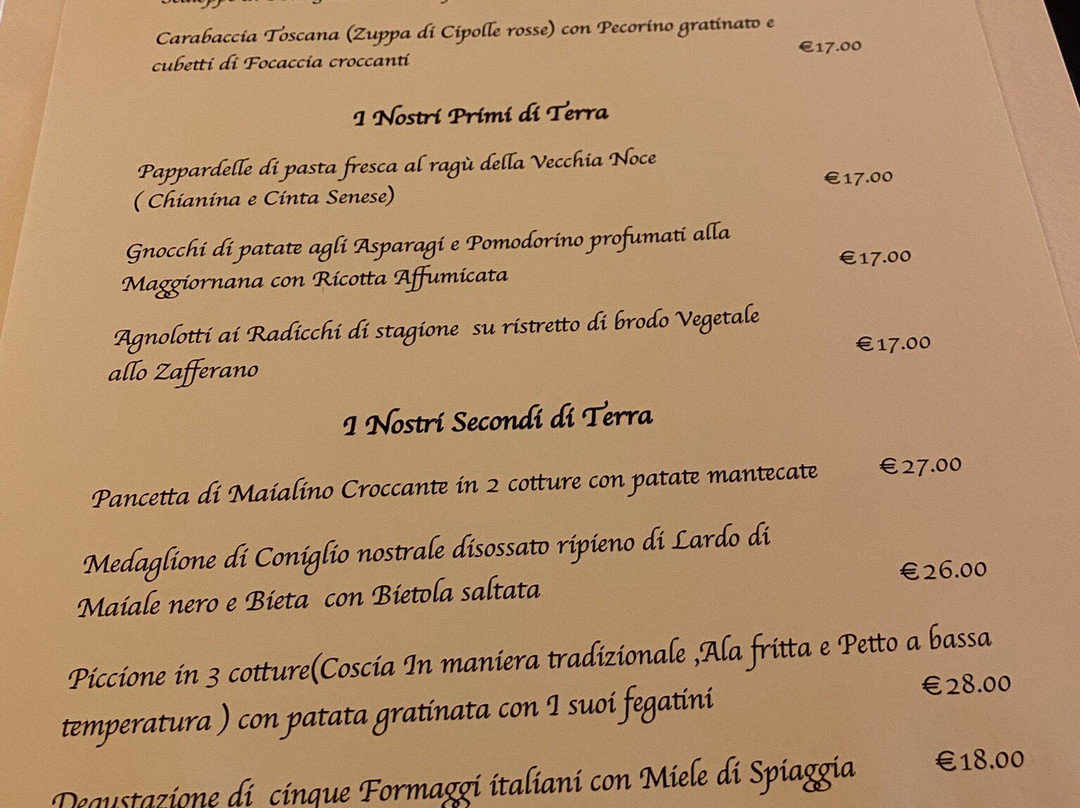 Carabaccia Toscana (Zuppa di Cipolle rosse) con Pecorino gratinato e
cubetti di Focaccia croccanti €17.00
I Nostri Primi di Terra
Pappardelle di pasta fresca al ragù della Vecchia Noce
( Chianina e Cinta Senese) €17.00
Gnocchi di patate agli Asparagi e Pomodorino profumati alla
Maggiornana con Ricotta Affumicata €17.00
Agnolotti ai Radicchi di stagione su ristretto di brodo Vegetale
allo Zafferano €17.00
I Nostri Secondi di Terra
Pancetta di Maialino Croccante in 2 cotture con patate mantecate €27.00
Medaglione di Coniglio nostrale disossato ripieno di Lardo di
Maiale nero e Bieta con Bietola saltata €26.00
Piccione in 3 cotture(Coscia In maniera tradizionale ,Ala fritta e Petto a bassa
temperatura ) con patata gratinata con I suoi fegatini €28.00
Degustazione di cinque Formaggi italiani con Miele di Spiaggia €18.00